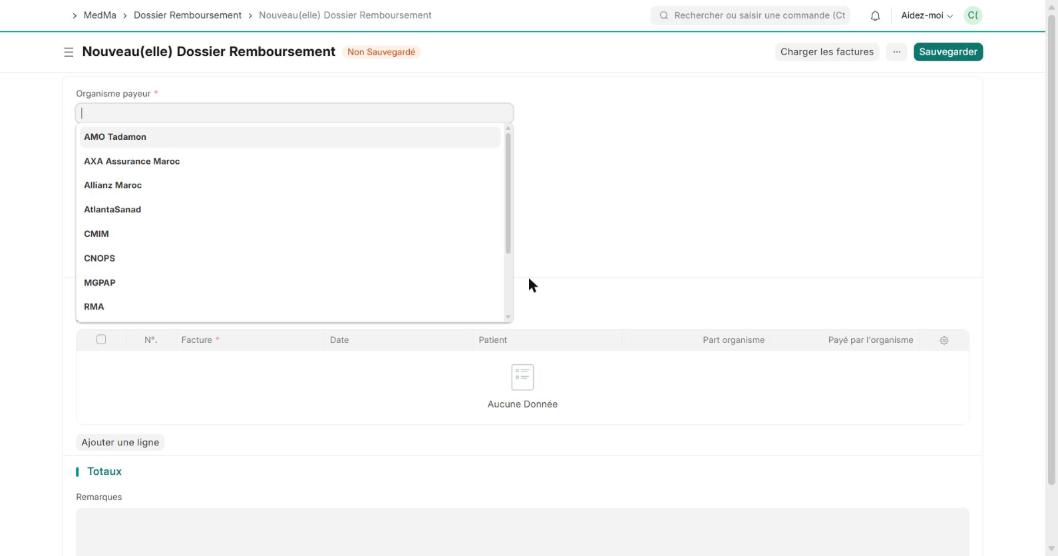 MedMa > Dossier Remboursement > Nouveau(elle) Dossier Remboursement
Rechercher ou saisir une commande (Ct
Aidez-moi
C(
Nouveau(elle) Dossier Remboursement
Non Sauvegardé
Charger les factures
...
Sauvegarder
Organisme payeur *
AMO Tadamon
AXA Assurance Maroc
Allianz Maroc
AtlantaSanad
CMIM
CNOPS
MGPAP
RMA
N°. Facture * Date Patient Part organisme Payé par l'organisme
Aucune Donnée
Ajouter une ligne
Totaux
Remarques